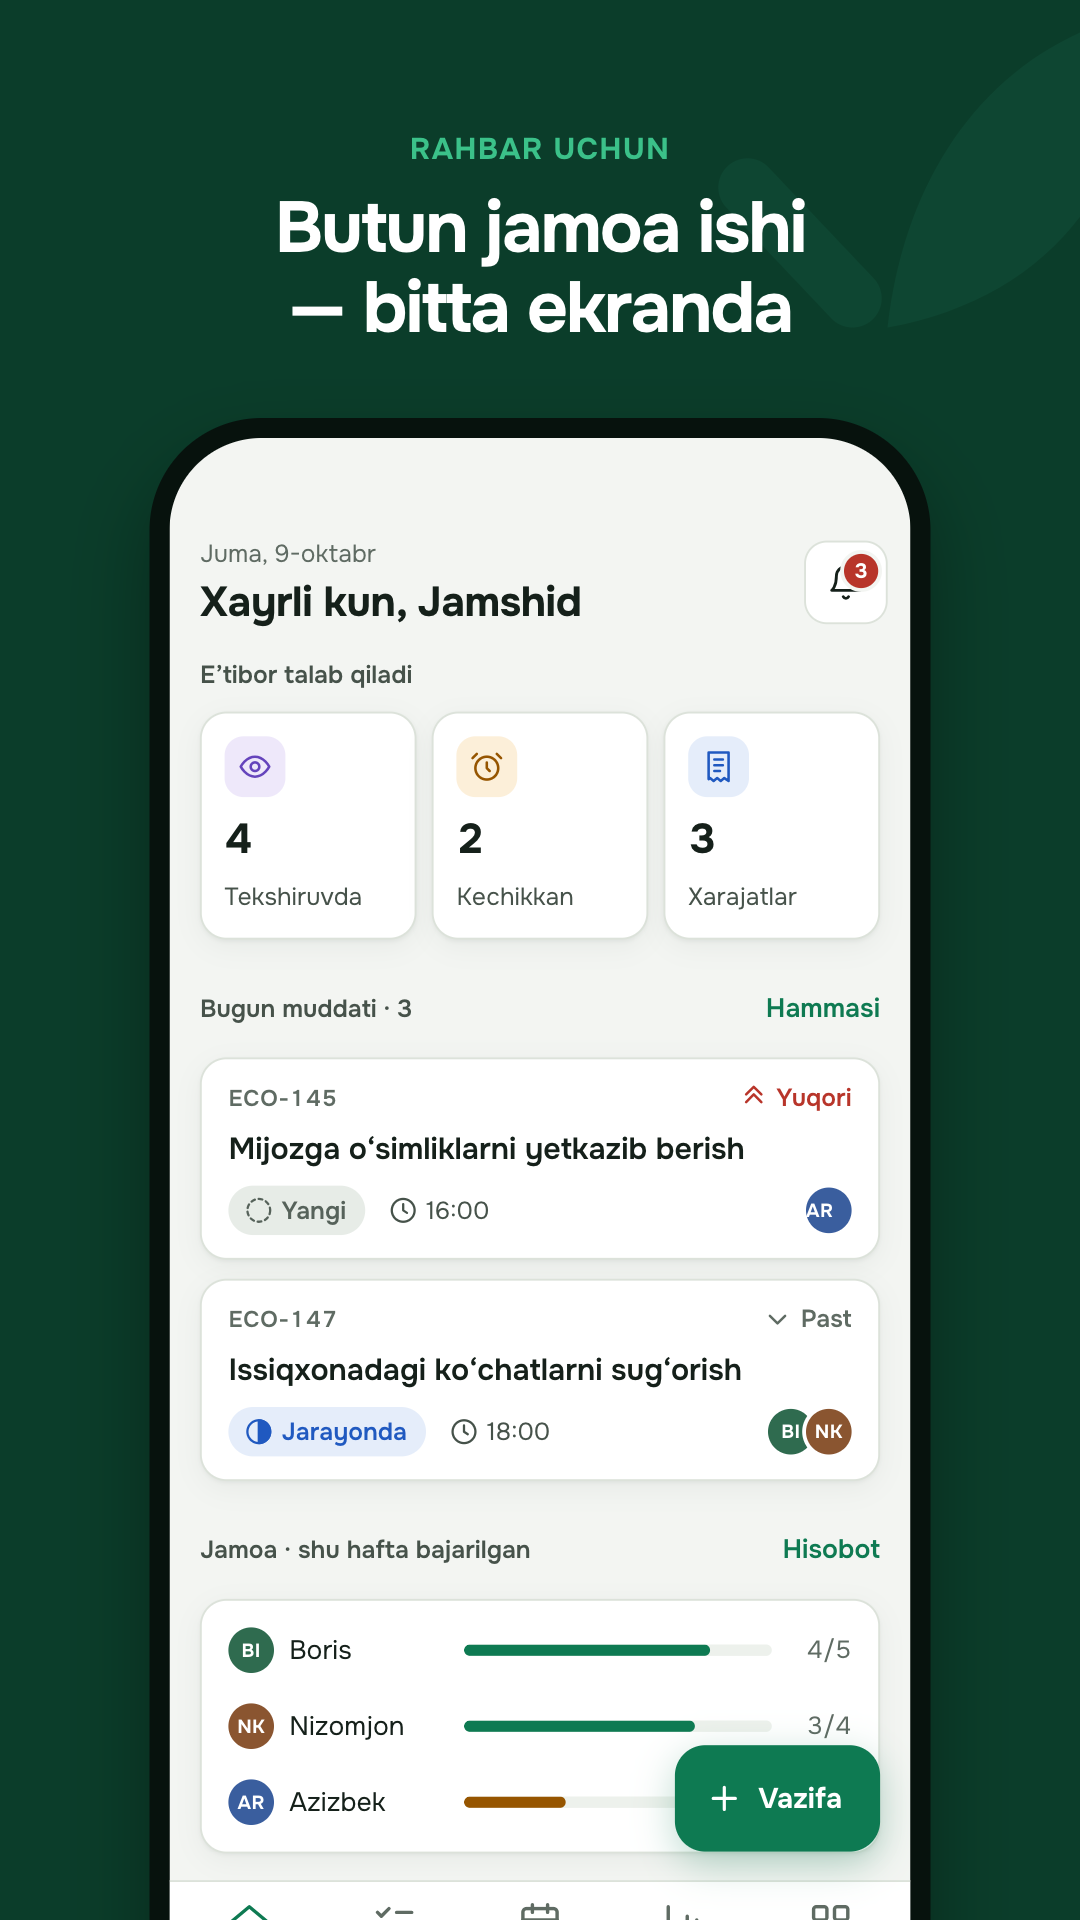 RAHBAR UCHUN
Butun jamoa ishi
— bitta ekranda
Juma, 9-oktabr
3
Xayrli kun, Jamshid
E’tibor talab qiladi
4
Tekshiruvda
2
Kechikkan
3
Xarajatlar
Bugun muddati · 3
Hammasi
ECO-145
Yuqori
Mijozga o‘simliklarni yetkazib berish
Yangi
16:00
AR
ECO-147
Past
Issiqxonadagi ko‘chatlarni sug‘orish
Jarayonda
18:00
BI
NK
Jamoa · shu hafta bajarilgan
Hisobot
BI
Boris
4/5
NK
Nizomjon
3/4
AR
Azizbek
+ Vazifa